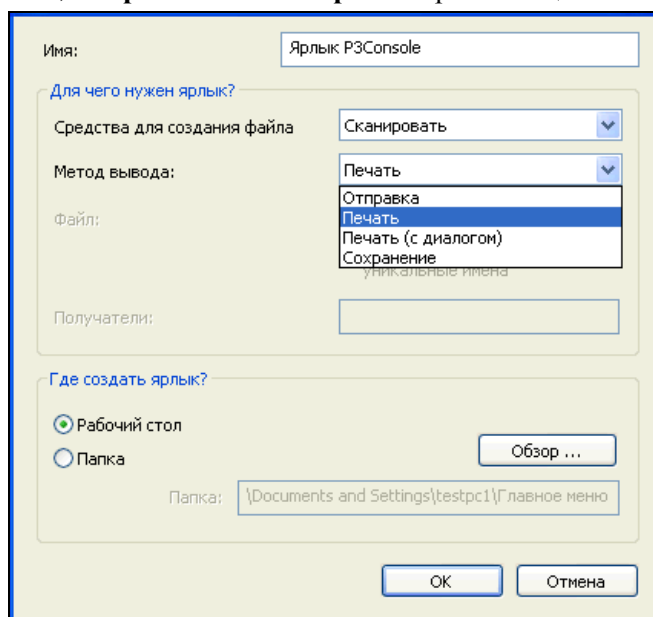 Имя: Ярлык P3Console
Для чего нужен ярлык?
Средства для создания файла Сканировать
Метод вывода: Печать
Отправка
Файл: Печать
Печать (с диалогом)
Сохранение
уникальные имена
Получатели:
Где создать ярлык?
Рабочий стол
Папка Обзор ...
Папка: \Documents and Settings\testpc1\Главное меню
ОК Отмена